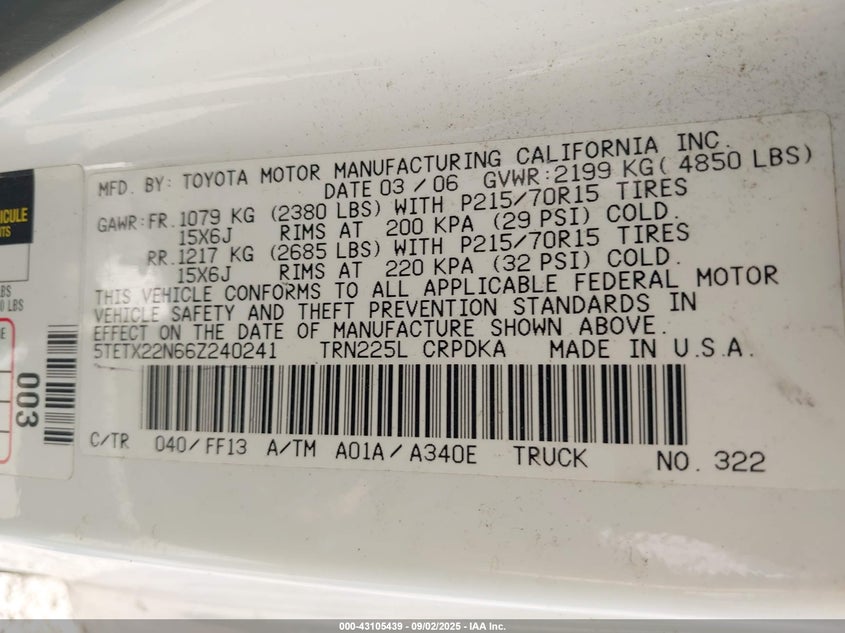 MFD. BY: TOYOTA MOTOR MANUFACTURING CALIFORNIA INC.
DATE 03 / 06 GVWR:2199 KG( 4850 LBS)
GAWR:FR. 1079 KG (2380 LBS) WITH P215/70R15 TIRES
15X6J RIMS AT 200 KPA (29 PSI) COLD.
RR. 1217 KG (2685 LBS) WITH P215/70R15 TIRES
15X6J RIMS AT 220 KPA (32 PSI) COLD.
THIS VEHICLE CONFORMS TO ALL APPLICABLE FEDERAL MOTOR
VEHICLE SAFETY AND THEFT PREVENTION STANDARDS IN
EFFECT ON THE DATE OF MANUFACTURE SHOWN ABOVE.
5TETX22N66Z240241 TRN225L CRPDKA MADE IN U.S.A.
C/TR 040/FF13 A/TM A01A/A340E TRUCK NO. 322
003
LBS
000-43105439 - 09/02/2025 - IAA Inc.